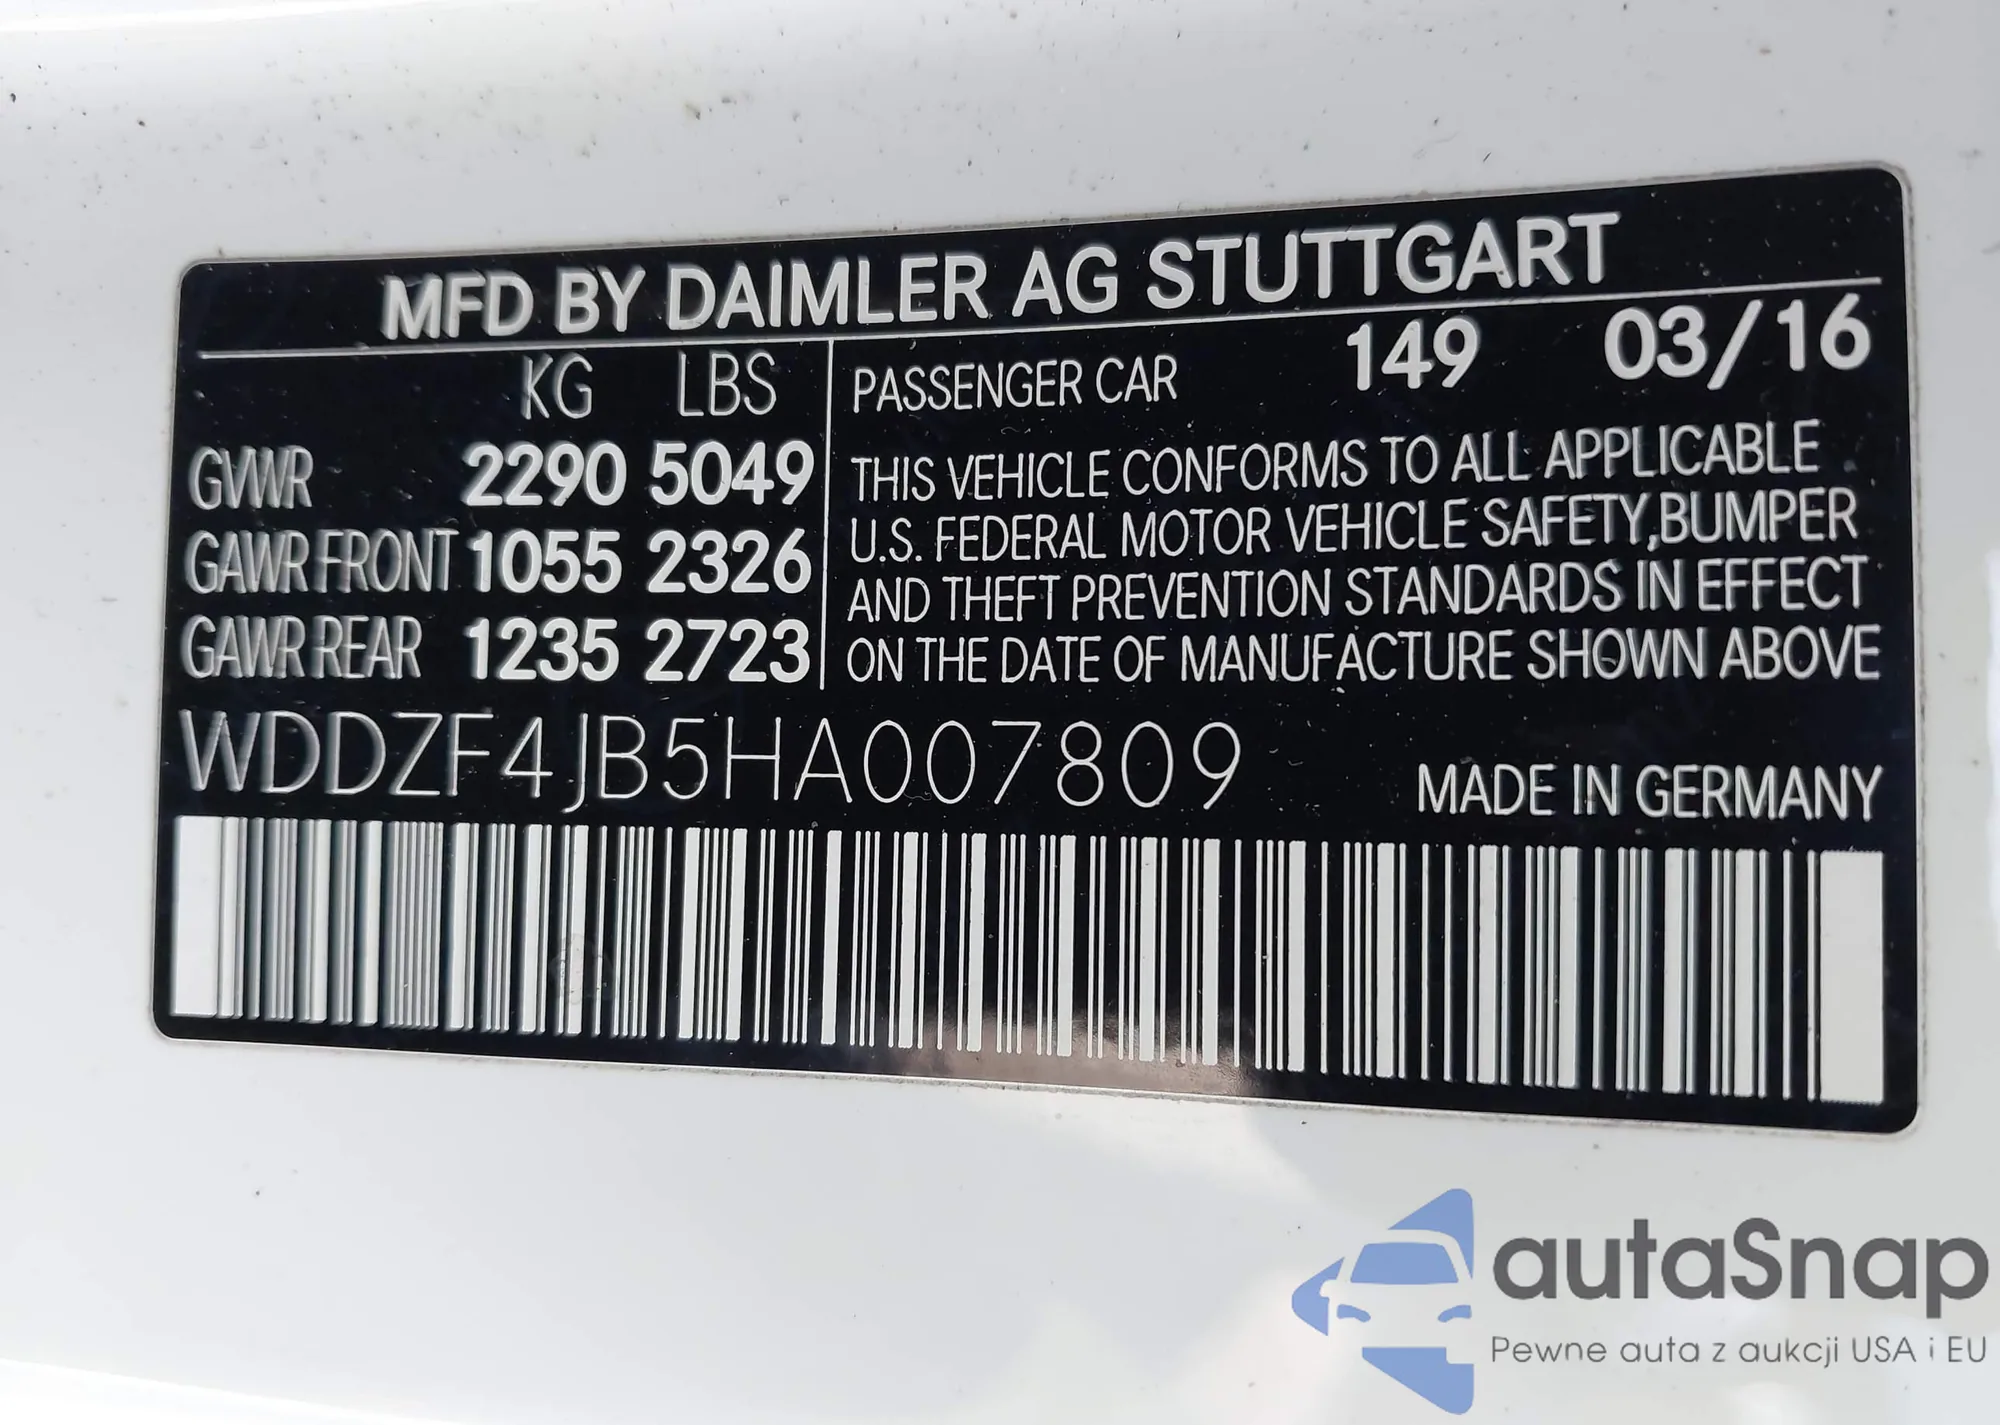 MFD BY DAIMLER AG STUTTGART
KG LBS
GVWR 2290 5049
GAWR FRONT 1055 2326
GAWR REAR 1235 2723
PASSENGER CAR 149 03/16
THIS VEHICLE CONFORMS TO ALL APPLICABLE
U.S. FEDERAL MOTOR VEHICLE SAFETY,BUMPER
AND THEFT PREVENTION STANDARDS IN EFFECT
ON THE DATE OF MANUFACTURE SHOWN ABOVE
WDDZF4JB5HA007809
MADE IN GERMANY
autaSnap
Pewne auta z aukcji USA i EU